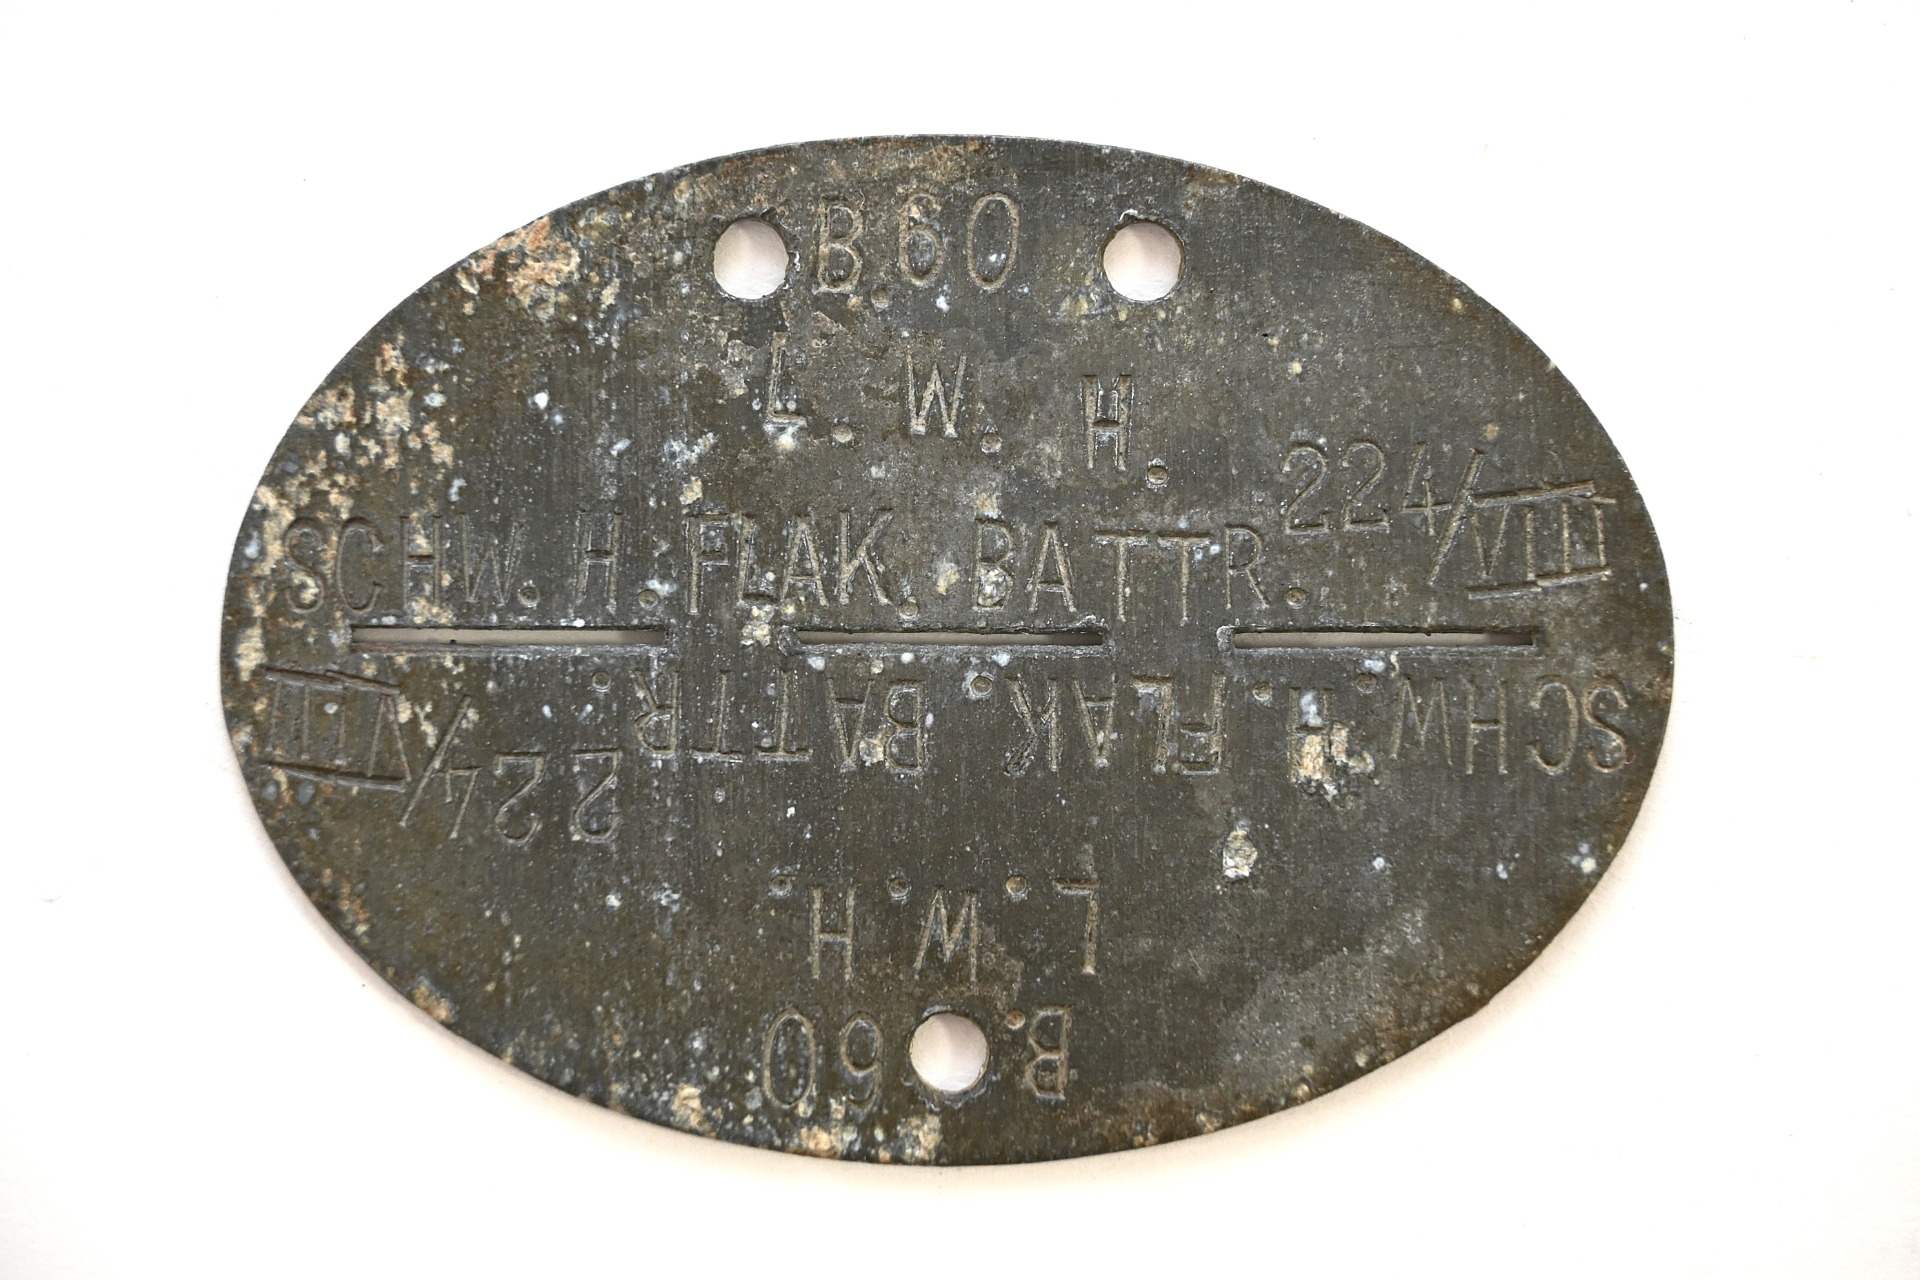 B.60
L. W. H.
SCHW. H. FLAK. BATTR. 224/VIII
SCHW. H. FLAK. BATTR. 224/VIII
L. W. H.
B. 60